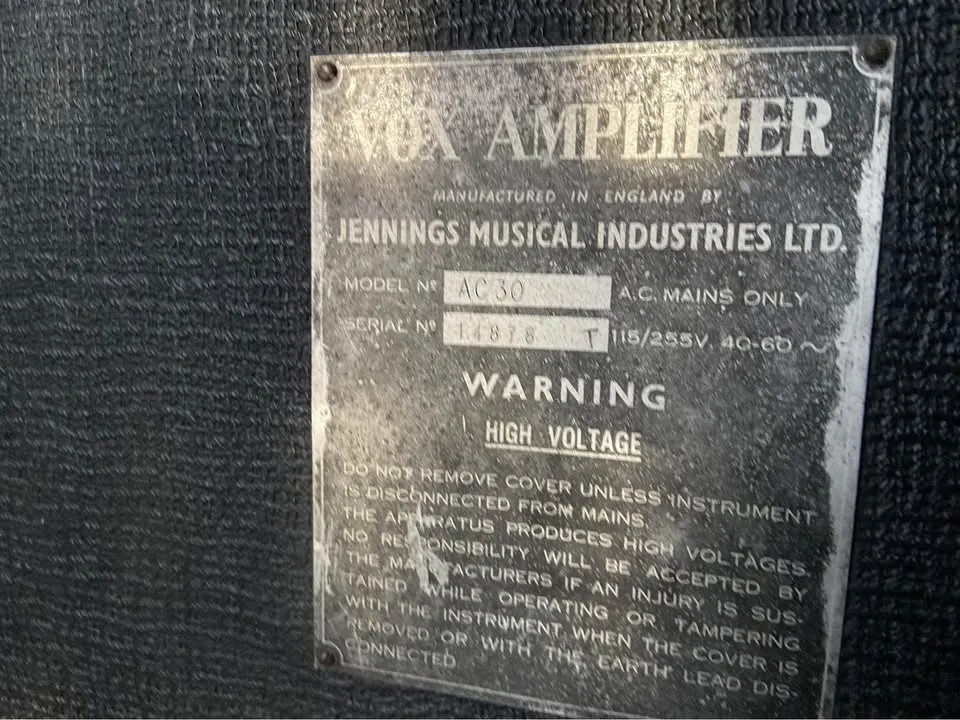 VOX AMPLIFIER
MANUFACTURED IN ENGLAND BY
JENNINGS MUSICAL INDUSTRIES LTD.
MODEL Nº AC30 A.C. MAINS ONLY
SERIAL Nº 14878 T 115/255V. 40-60 ~
WARNING
HIGH VOLTAGE
DO NOT REMOVE COVER UNLESS INSTRUMENT
IS DISCONNECTED FROM MAINS.
THE APPARATUS PRODUCES HIGH VOLTAGES.
NO RESPONSIBILITY WILL BE ACCEPTED BY
THE MANUFACTURERS IF AN INJURY IS SUS-
TAINED WHILE OPERATING OR TAMPERING
WITH THE INSTRUMENT WHEN THE COVER IS
REMOVED OR WITH THE EARTH LEAD DIS-
CONNECTED